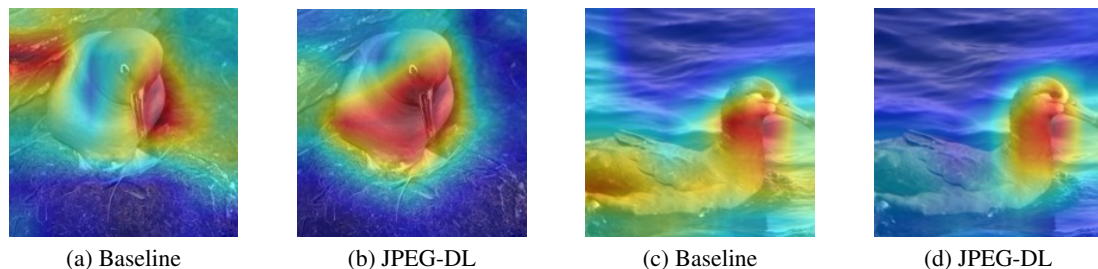 (a) Baseline
(b) JPEG-DL
(c) Baseline
(d) JPEG-DL